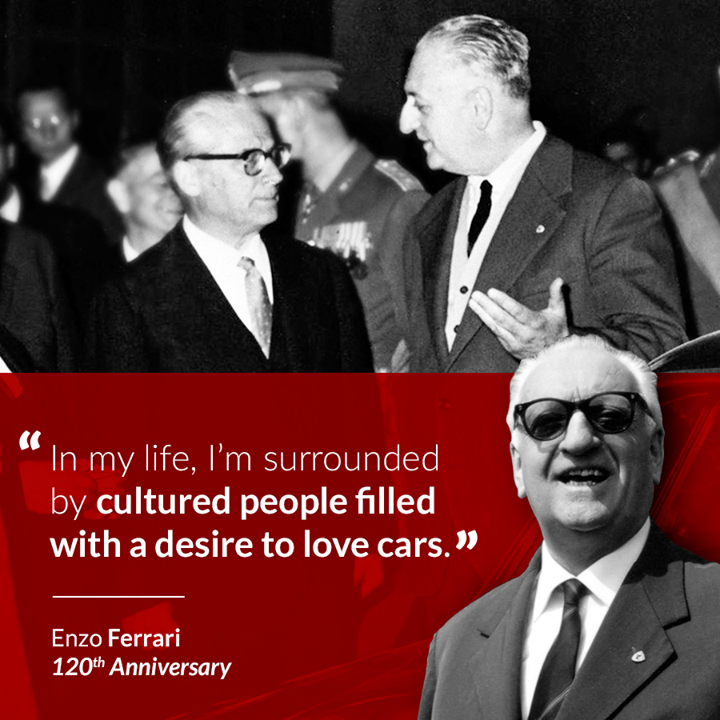 “In my life, I’m surrounded
by cultured people filled
with a desire to love cars.”
Enzo Ferrari
120th Anniversary